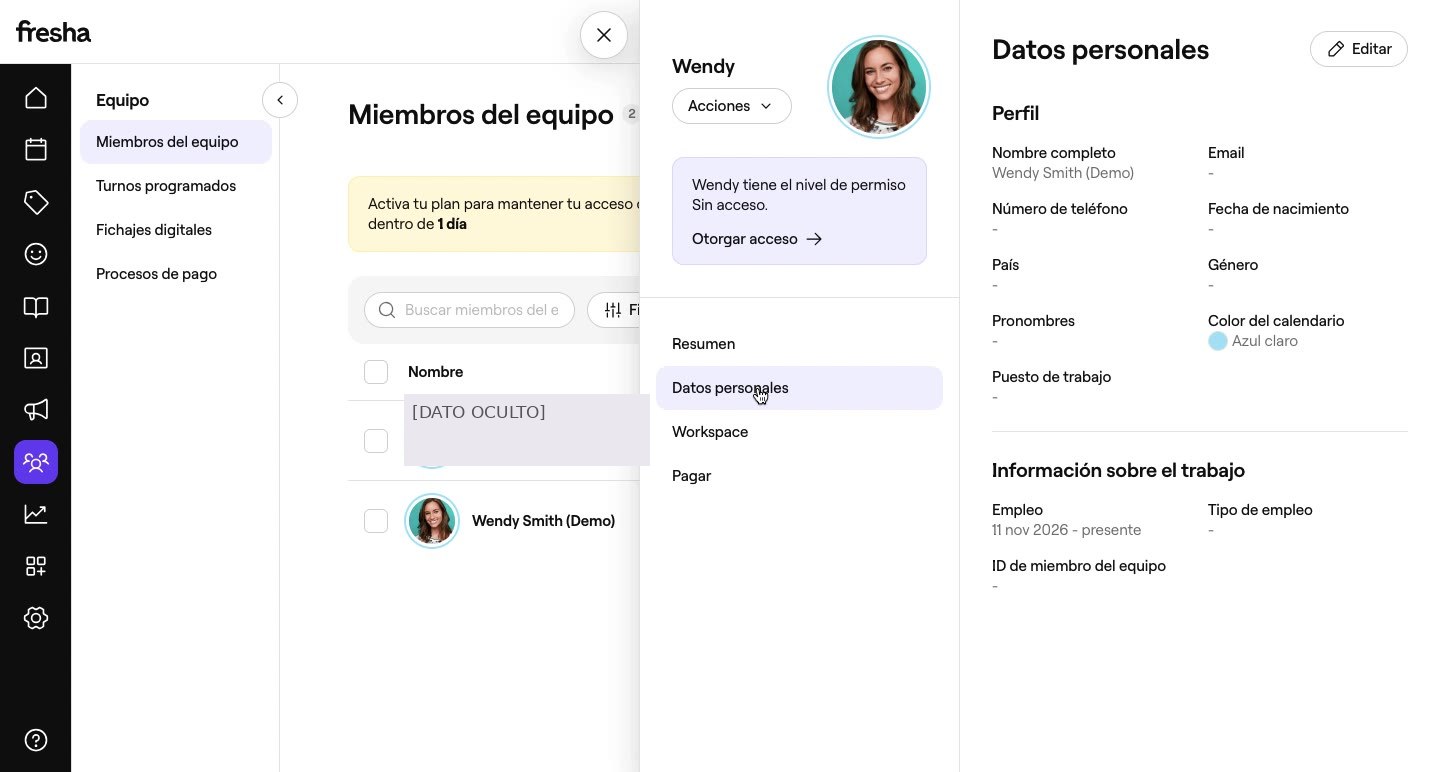 fresha
Equipo
Miembros del equipo
Turnos programados
Fichajes digitales
Procesos de pago
Miembros del equipo 2
Activa tu plan para mantener tu acceso
dentro de 1 día
Buscar miembros del e
Nombre
[DATO OCULTO]
Wendy Smith (Demo)
Wendy
Acciones
Wendy tiene el nivel de permiso
Sin acceso.
Otorgar acceso
Resumen
Datos personales
Workspace
Pagar
Datos personales
Editar
Perfil
Nombre completo
Wendy Smith (Demo)
Email
-
Número de teléfono
-
Fecha de nacimiento
-
País
-
Género
-
Pronombres
-
Color del calendario
Azul claro
Puesto de trabajo
-
Información sobre el trabajo
Empleo
11 nov 2026 - presente
Tipo de empleo
-
ID de miembro del equipo
-